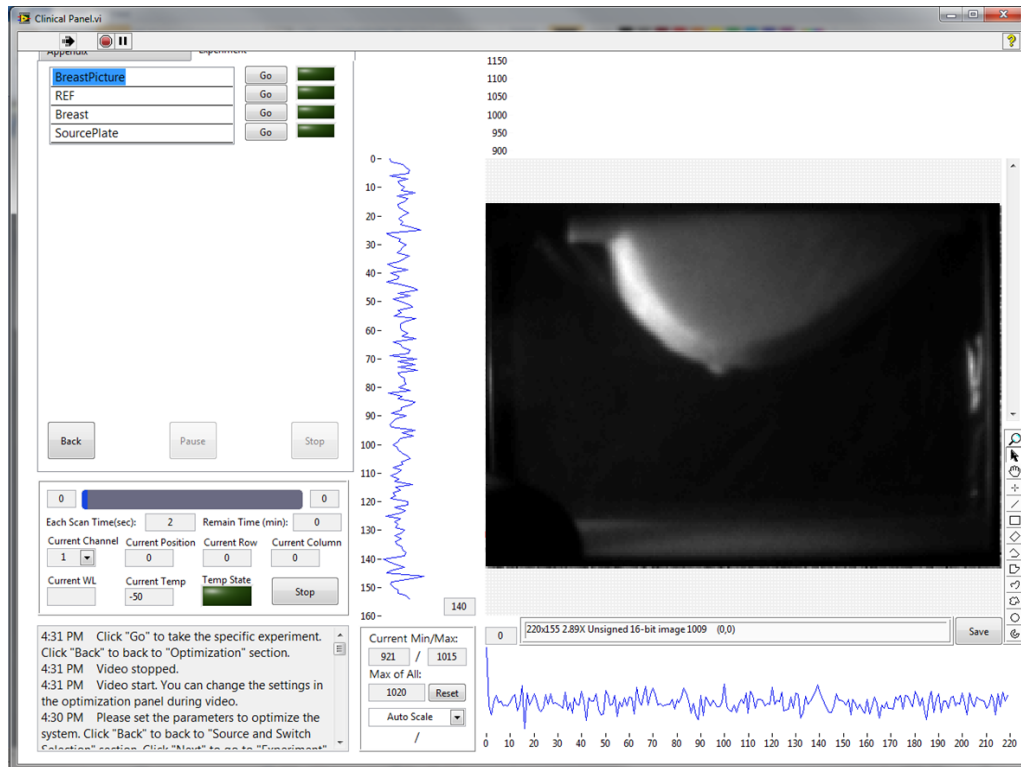 Clinical Panel.vi
Appendix Experiment
BreastPicture Go
REF Go
Breast Go
SourcePlate Go
Back Pause Stop
0 0
Each Scan Time(sec): 2 Remain Time (min): 0
Current Channel Current Position Current Row Current Column
1 0 0 0
Current WL Current Temp Temp State
-50 Stop
4:31 PM Click "Go" to take the specific experiment.
Click "Back" to back to "Optimization" section.
4:31 PM Video stopped.
4:31 PM Video start. You can change the settings in
the optimization panel during video.
4:30 PM Please set the parameters to optimize the
system. Click "Back" to back to "Source and Switch
Selection" section. Click "Next" to go to "Experiment"
0
10
20
30
40
50
60
70
80
90
100
110
120
130
140
150
160
140
1150
1100
1050
1000
950
900
Current Min/Max:
921 / 1015
Max of All:
1020 Reset
Auto Scale
/
0
220x155 2.89X Unsigned 16-bit image 1009 (0,0)
Save
0 10 20 30 40 50 60 70 80 90 100 110 120 130 140 150 160 170 180 190 200 210 220